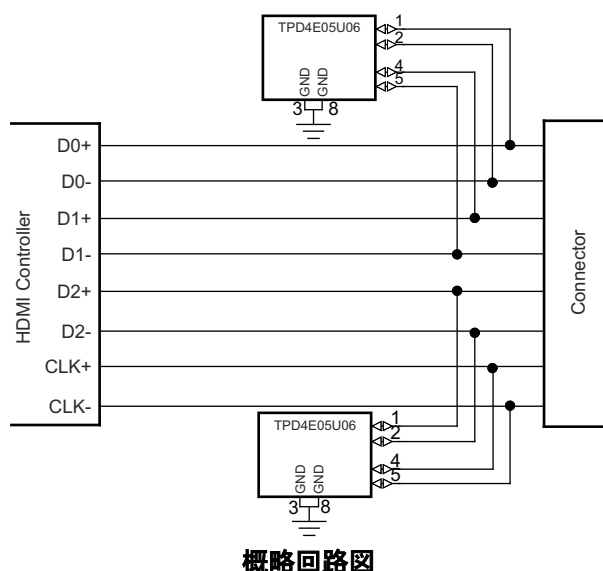 TPD4E05U06
1
2
4
5
GND
GND
3
8
HDMI Controller
D0+
D0-
D1+
D1-
D2+
D2-
CLK+
CLK-
Connector
TPD4E05U06
1
2
4
5
GND
GND
3
8
概略回路図